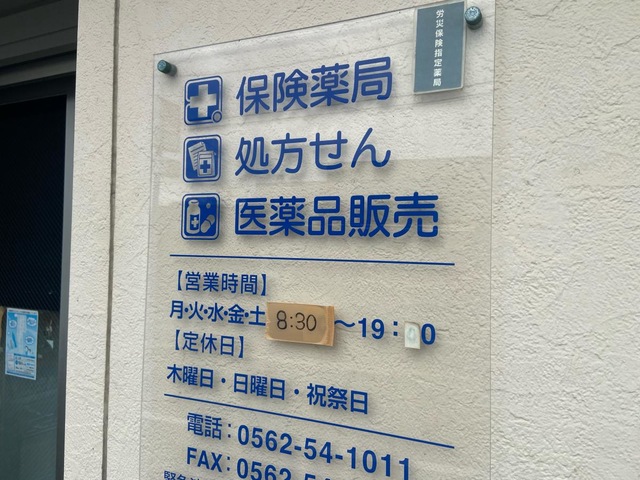 労災保険指定薬局
保険薬局
処方せん
医薬品販売
【営業時間】
月・火・水・金・土 8:30 〜19:00
【定休日】
木曜日・日曜日・祝祭日
電話：0562-54-1011
FAX：0562-5